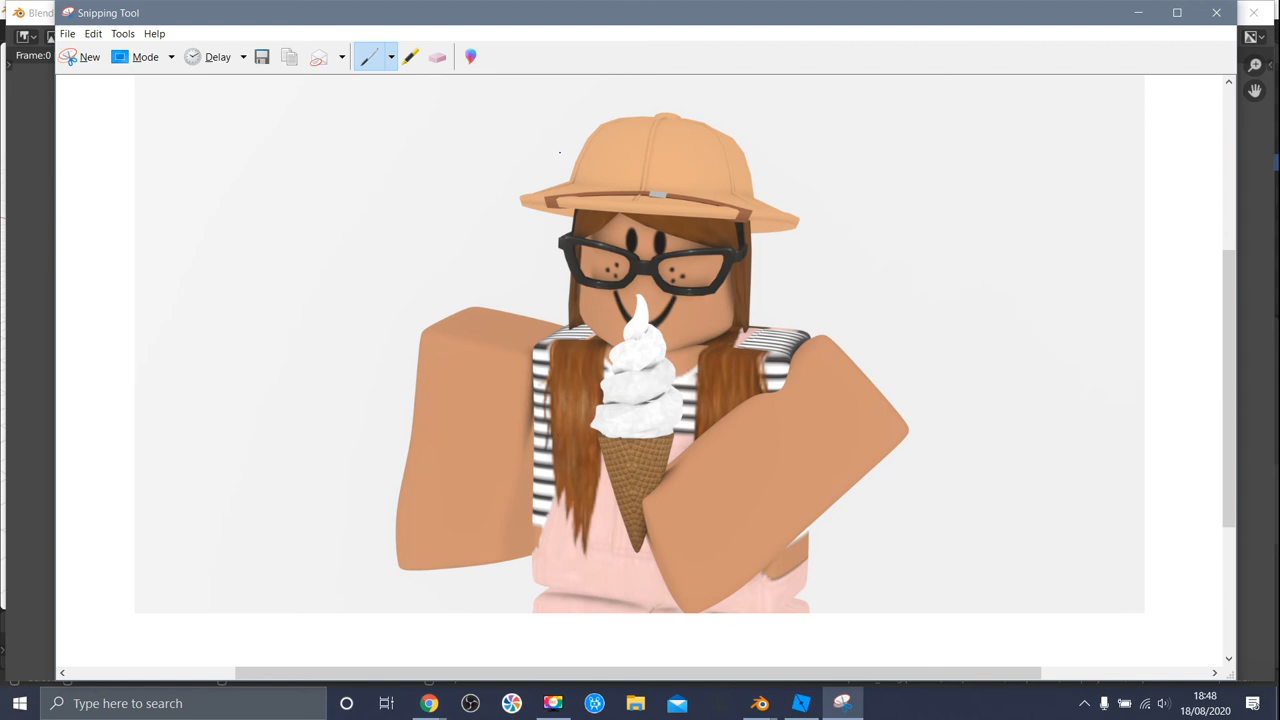 Blend
Snipping Tool
File Edit Tools Help
New Mode Delay
Frame:0
Type here to search
18:48
18/08/2020